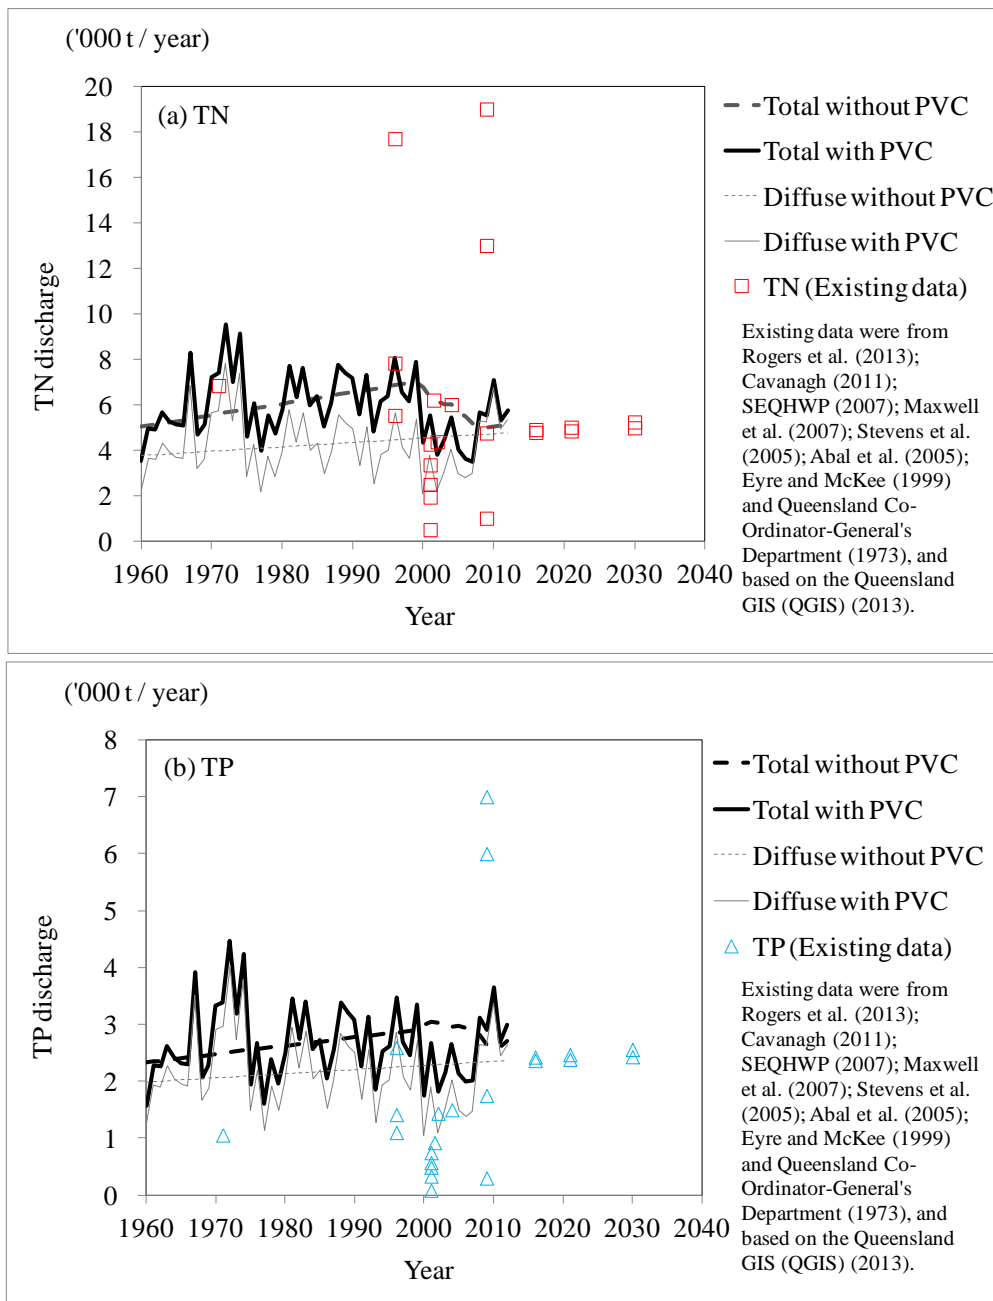 ('000 t / year)
(a) TN
20
18
16
14
12
10
8
6
4
2
0
TN discharge
1960 1970 1980 1990 2000 2010 2020 2030 2040
Year
Total without PVC
Total with PVC
Diffuse without PVC
Diffuse with PVC
TN (Existing data)
Existing data were from
Rogers et al. (2013);
Cavanagh (2011);
SEQHWP (2007); Maxwell
et al. (2007); Stevens et al.
(2005); Abal et al. (2005);
Eyre and McKee (1999)
and Queensland Co-
Ordinator-General's
Department (1973), and
based on the Queensland
GIS (QGIS) (2013).
('000 t / year)
(b) TP
8
7
6
5
4
3
2
1
0
TP discharge
1960 1970 1980 1990 2000 2010 2020 2030 2040
Year
Total without PVC
Total with PVC
Diffuse without PVC
Diffuse with PVC
TP (Existing data)
Existing data were from
Rogers et al. (2013);
Cavanagh (2011);
SEQHWP (2007); Maxwell
et al. (2007); Stevens et al.
(2005); Abal et al. (2005);
Eyre and McKee (1999)
and Queensland Co-
Ordinator-General's
Department (1973), and
based on the Queensland
GIS (QGIS) (2013).